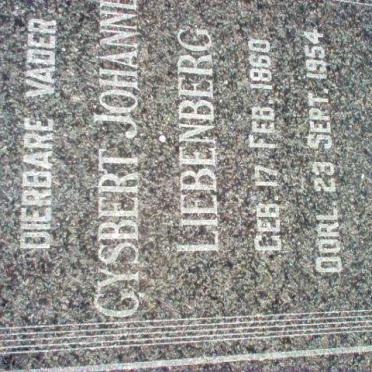 DIERBARE VADER
GYSBERT JOHANNE
LIEBENBERG
GEB. 17 FEB. 1860
OORL. 23 SEPT. 1954